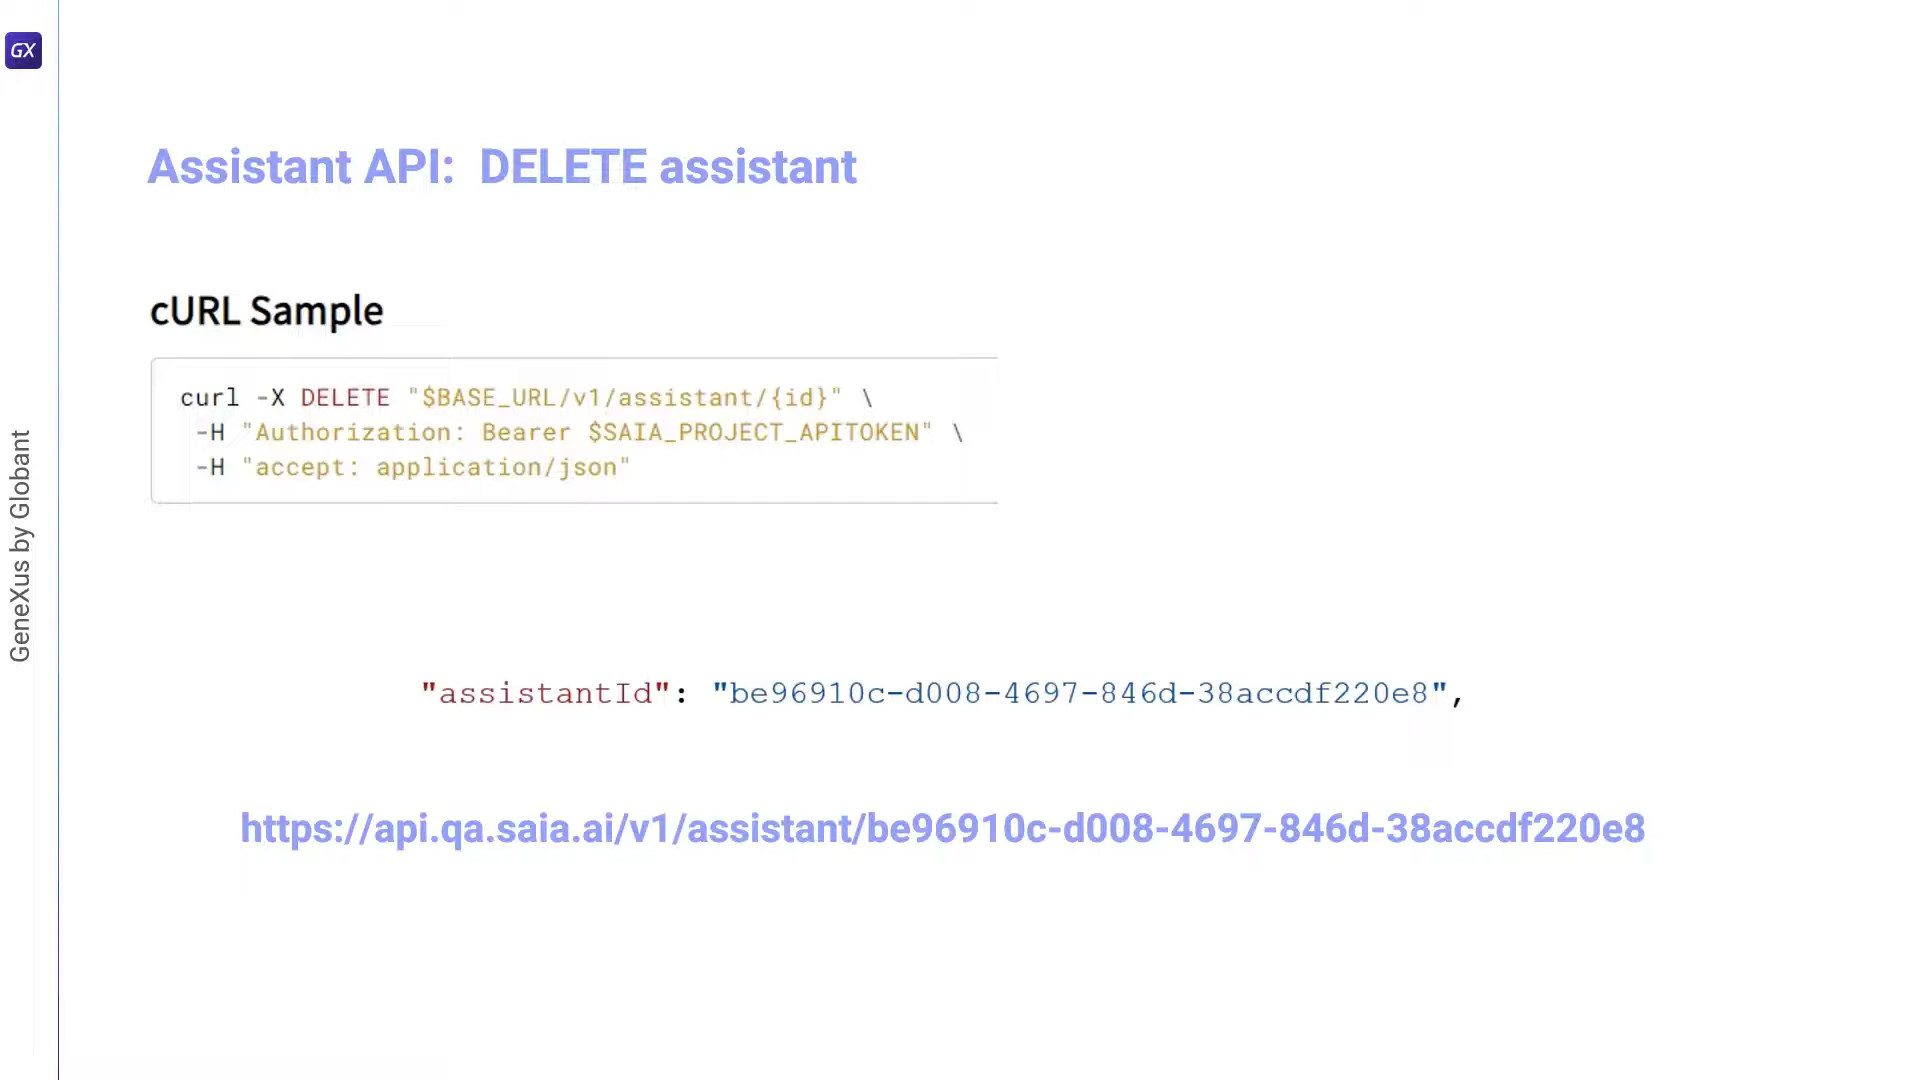 GX
GeneXus by Globant
Assistant API: DELETE assistant
cURL Sample
curl -X DELETE "$BASE_URL/v1/assistant/{id}" \
-H "Authorization: Bearer $SAIA_PROJECT_APITOKEN" \
-H "accept: application/json"
"assistantId": "be96910c-d008-4697-846d-38accdf220e8",
https://api.qa.saia.ai/v1/assistant/be96910c-d008-4697-846d-38accdf220e8